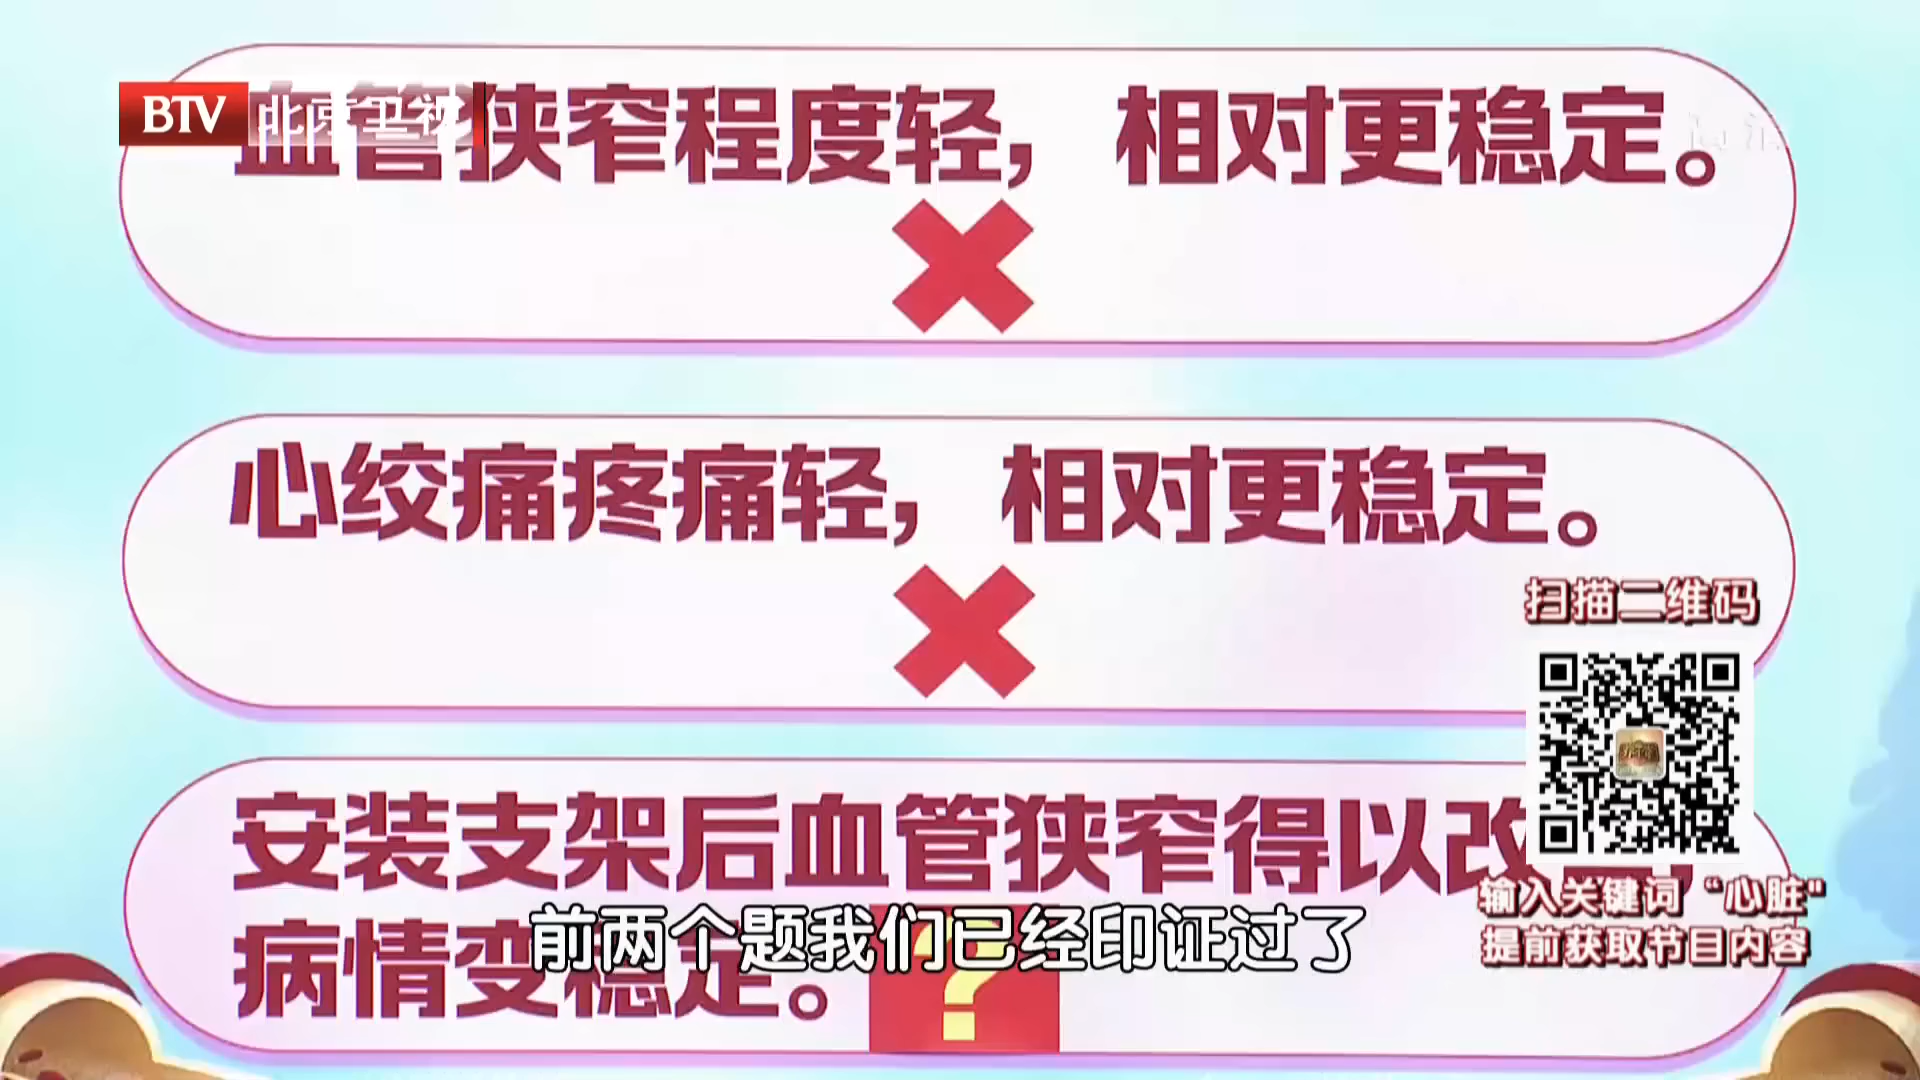 BTV 北京卫视
血管狭窄程度轻，相对更稳定。
心绞痛疼痛轻，相对更稳定。
扫描二维码
安装支架后血管狭窄得以改
病情变稳定。
?
前两个题我们已经印证过了
输入关键词“心脏”
提前获取节目内容